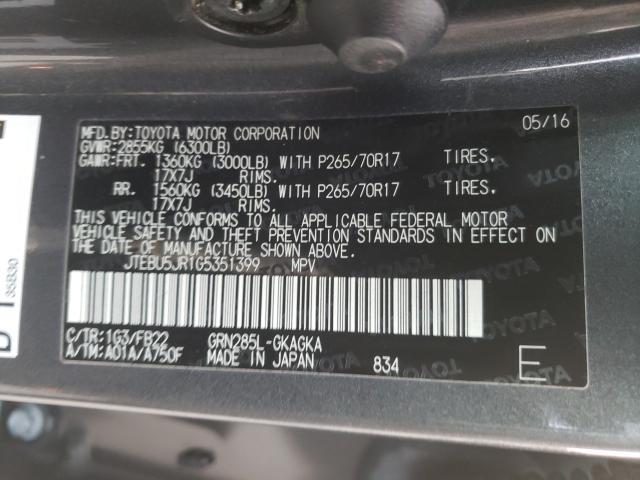 MFD. BY: TOYOTA MOTOR CORPORATION 05/16
GVWR: 2855KG (6300LB)
GAWR: FRT. 1360KG (3000LB) WITH P265/70R17 TIRES,
17X7J RIMS.
RR. 1560KG (3450LB) WITH P265/70R17 TIRES,
17X7J RIMS.
THIS VEHICLE CONFORMS TO ALL APPLICABLE FEDERAL MOTOR
VEHICLE SAFETY AND THEFT PREVENTION STANDARDS IN EFFECT ON
THE DATE OF MANUFACTURE SHOWN ABOVE.
JTEBU5JR1G5351399 MPV
C/TR: 1G3/FB22 GRN285L-GKAGKA
A/TM: A01A/A750F MADE IN JAPAN 834 E